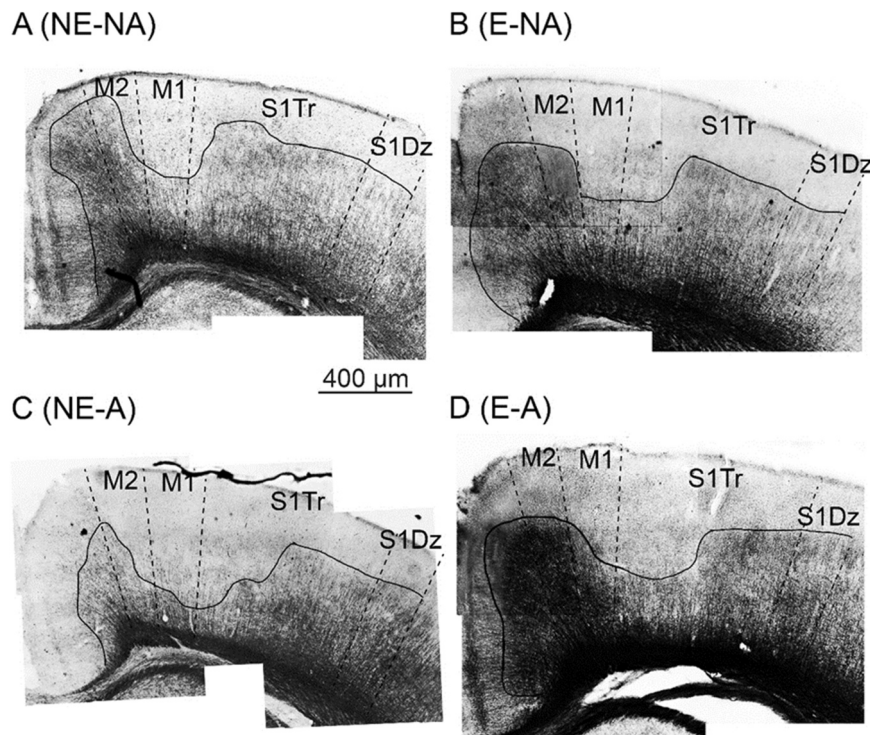 A (NE-NA)
M2
M1
S1Tr
S1Dz
B (E-NA)
M2
M1
S1Tr
S1Dz
400 µm
C (NE-A)
M2
M1
S1Tr
S1Dz
D (E-A)
M2
M1
S1Tr
S1Dz